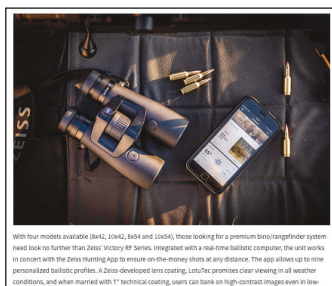 ZEISS
With four models available (8x42, 10x42, 8x54 and 10x54), those looking for a premium bino/rangefinder system
need look no further than Zeiss' Victory RF Series. Integrated with a real-time ballistic computer, the unit works
in concert with the Zeiss Hunting App to ensure on-the-money shots at any distance. The app allows up to nine
personalized ballistic profiles. A Zeiss-developed lens coating, LotuTec promises clear viewing in all weather
conditions, and when married with T* technical coating, users can bank on high-contrast images even in low-